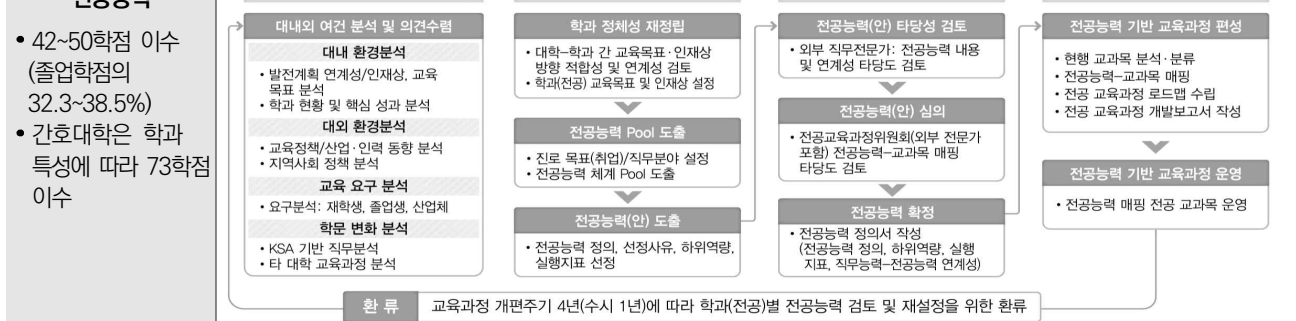 • 42~50학점 이수
(졸업학점의
32.3~38.5%)
• 간호대학은 학과
특성에 따라 73학점
이수
대내외 여건 분석 및 의견수렴
대내 환경분석
• 발전계획 연계성/인재상, 교육
목표 분석
• 학과 현황 및 핵심 성과 분석
대외 환경분석
• 교육정책/산업·인력 동향 분석
• 지역사회 정책 분석
교육 요구 분석
• 요구분석: 재학생, 졸업생, 산업체
학문 변화 분석
• KSA 기반 직무분석
• 타 대학 교육과정 분석
학과 정체성 재정립
• 대학-학과 간 교육목표·인재상
방향 적합성 및 연계성 검토
• 학과(전공) 교육목표 및 인재상 설정
전공능력 Pool 도출
• 진로 목표(취업)/직무분야 설정
• 전공능력 체계 Pool 도출
전공능력(안) 도출
• 전공능력 정의, 선정사유, 하위역량,
실행지표 선정
전공능력(안) 타당성 검토
• 외부 직무전문가: 전공능력 내용
및 연계성 타당도 검토
전공능력(안) 심의
• 전공교육과정위원회(외부 전문가
포함) 전공능력-교과목 매핑
타당도 검토
전공능력 확정
• 전공능력 정의서 작성
(전공능력 정의, 하위역량, 실행
지표, 직무능력-전공능력 연계성)
전공능력 기반 교육과정 편성
• 현행 교과목 분석·분류
• 전공능력-교과목 매핑
• 전공 교육과정 로드맵 수립
• 전공 교육과정 개발보고서 작성
전공능력 기반 교육과정 운영
• 전공능력 매핑 전공 교과목 운영
환 류
교육과정 개편주기 4년(수시 1년)에 따라 학과(전공)별 전공능력 검토 및 재설정을 위한 환류